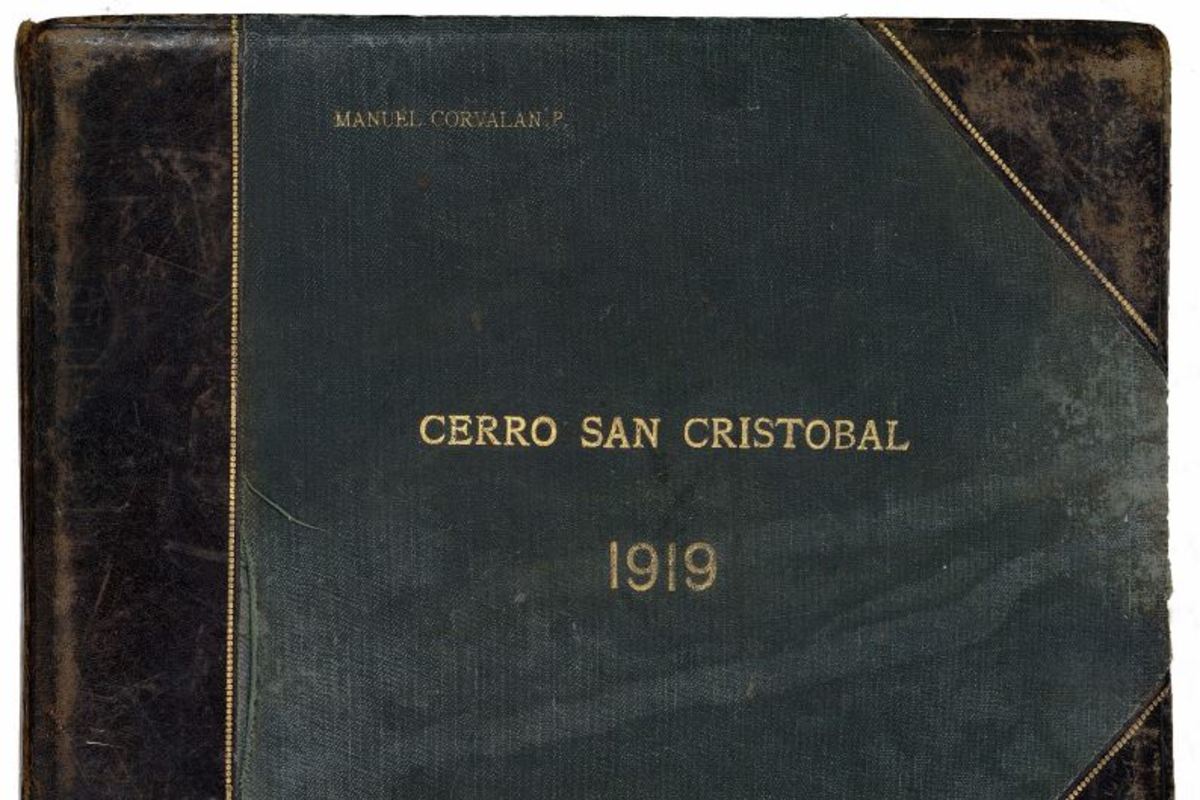 MANUEL CORVALAN P.
CERRO SAN CRISTOBAL
1919